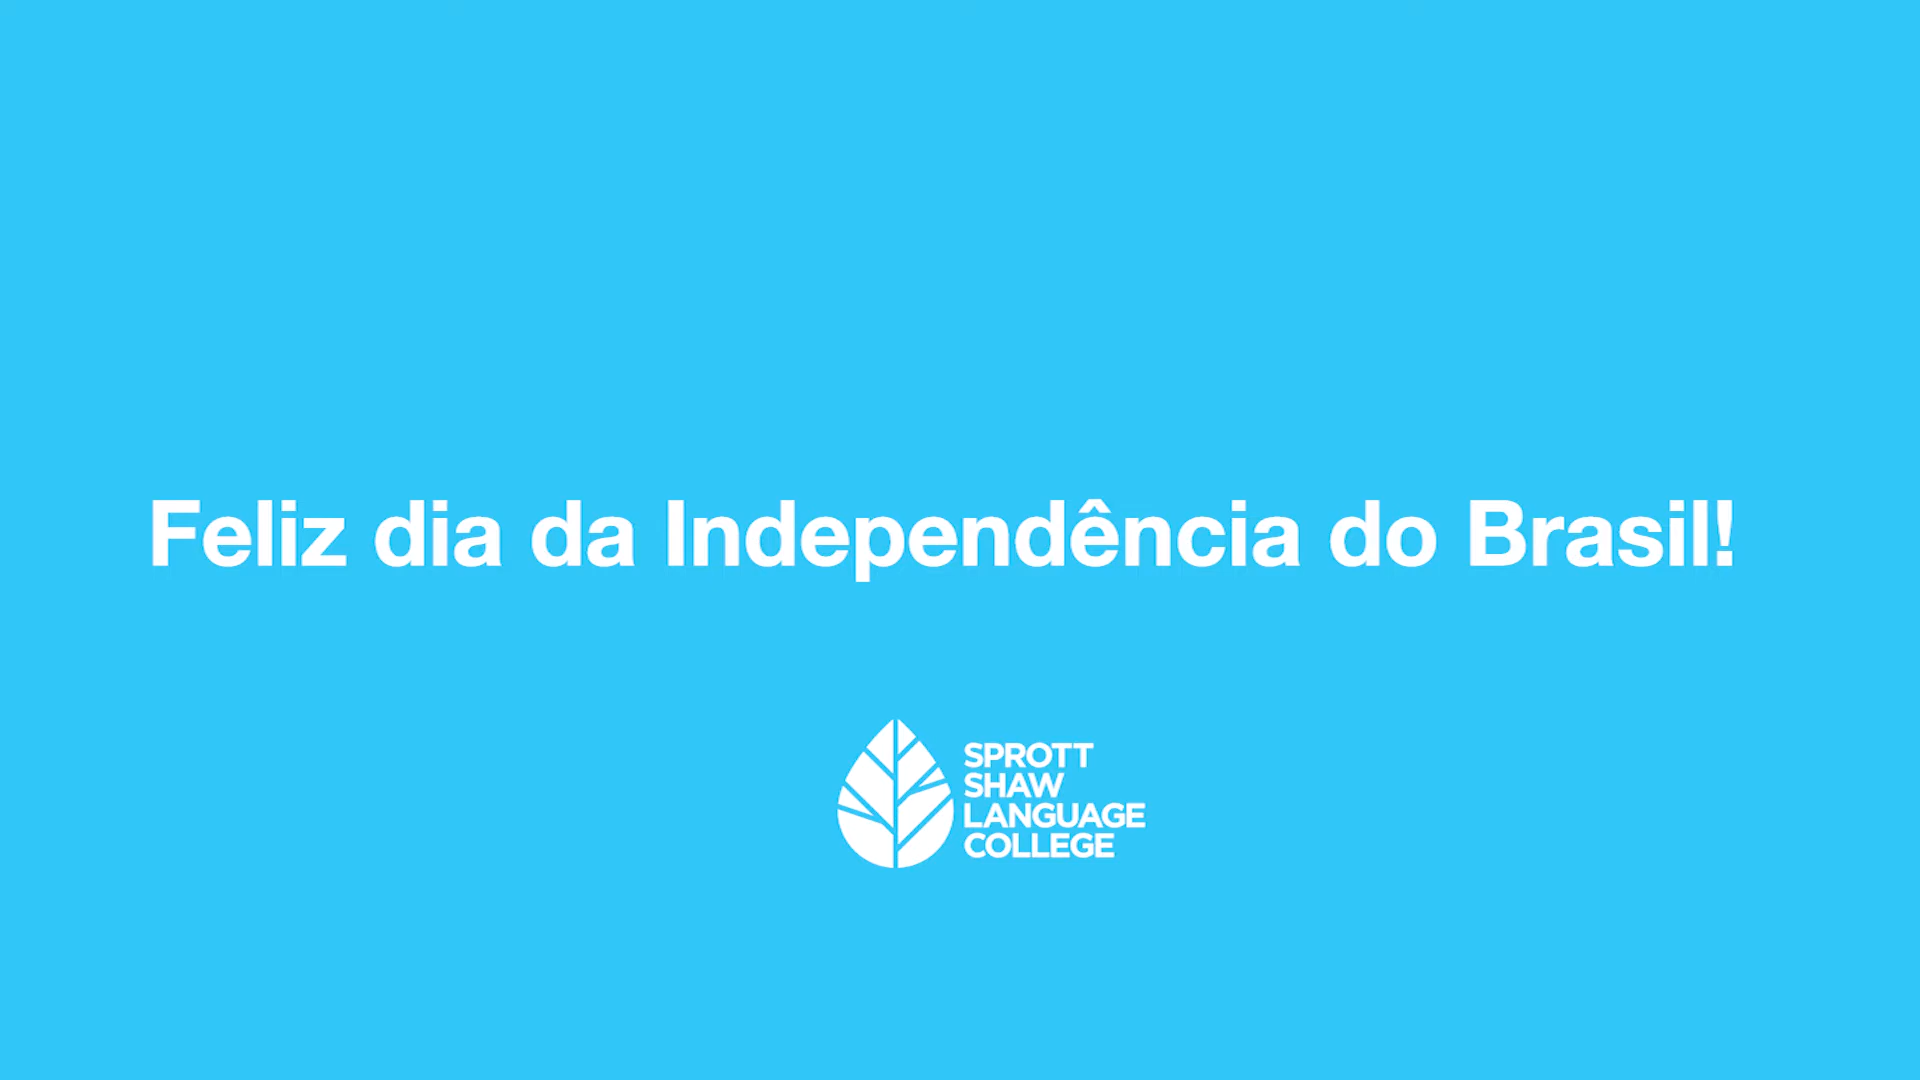 Feliz dia da Independência do Brasil!
SPROTT
SHAW
LANGUAGE
COLLEGE